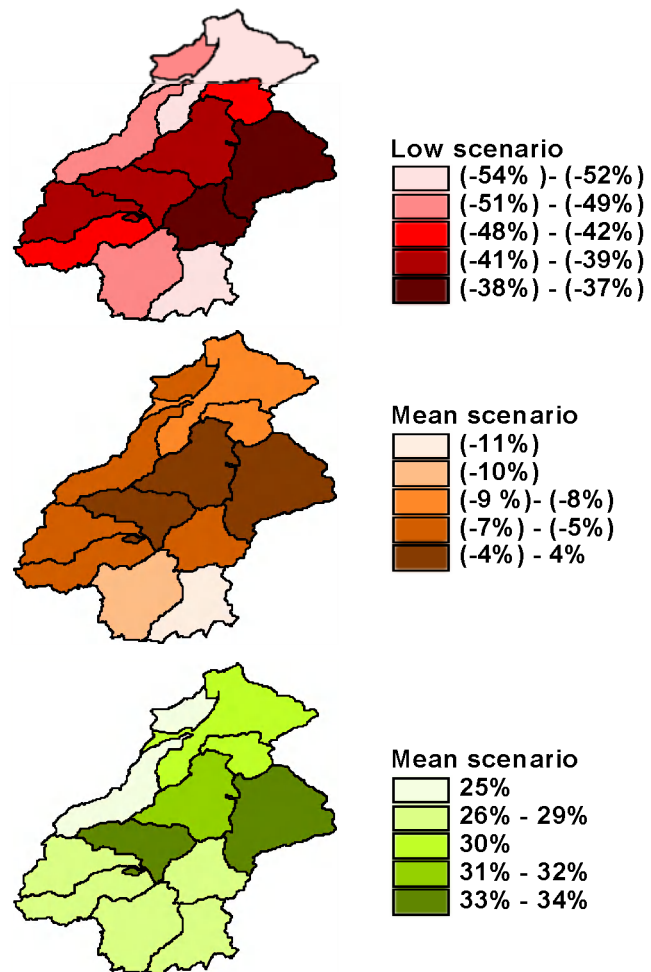 Low scenario
(-54% ) - (-52%)
(-51%) - (-49%)
(-48%) - (-42%)
(-41%) - (-39%)
(-38%) - (-37%)
Mean scenario
(-11%)
(-10%)
(-9 %) - (-8%)
(-7%) - (-5%)
(-4%) - 4%
Mean scenario
25%
26% - 29%
30%
31% - 32%
33% - 34%